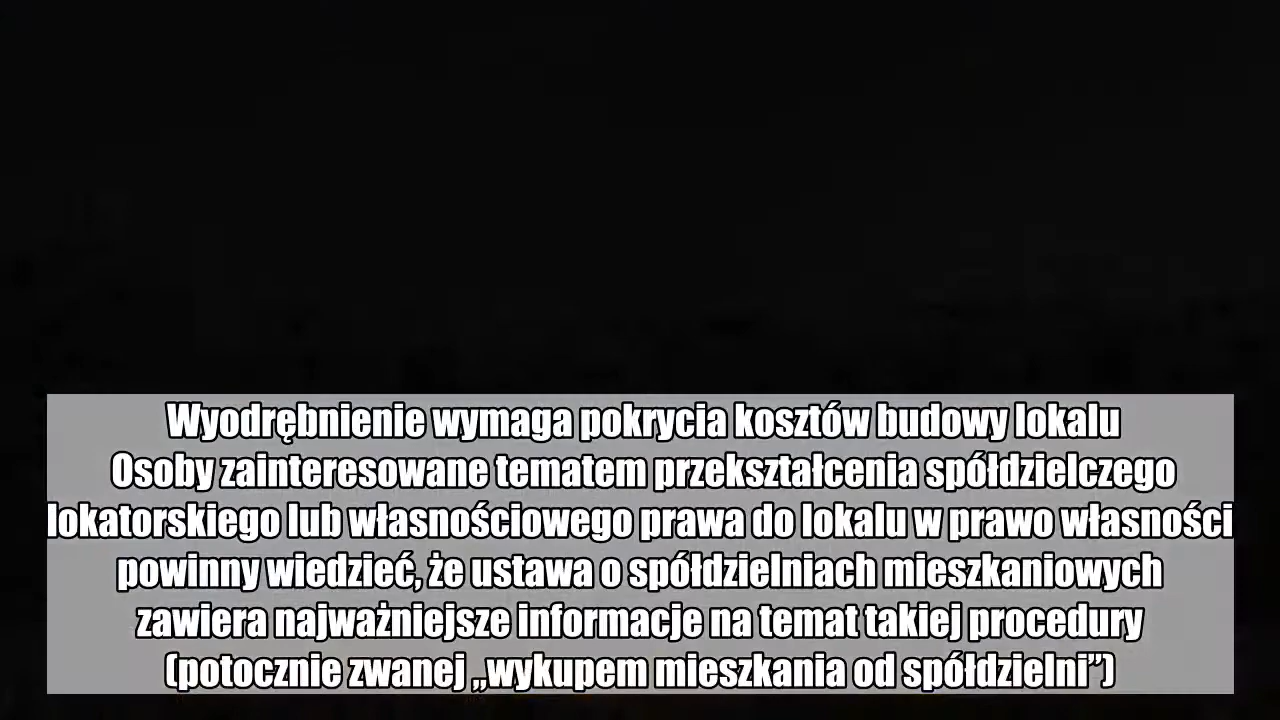 Wyodrębnienie wymaga pokrycia kosztów budowy lokalu
Osoby zainteresowane tematem przekształcenia spółdzielczego
lokatorskiego lub własnościowego prawa do lokalu w prawo własności
powinny wiedzieć, że ustawa o spółdzielniach mieszkaniowych
zawiera najważniejsze informacje na temat takiej procedury
(potocznie zwanej „wykupem mieszkania od spółdzielni”)